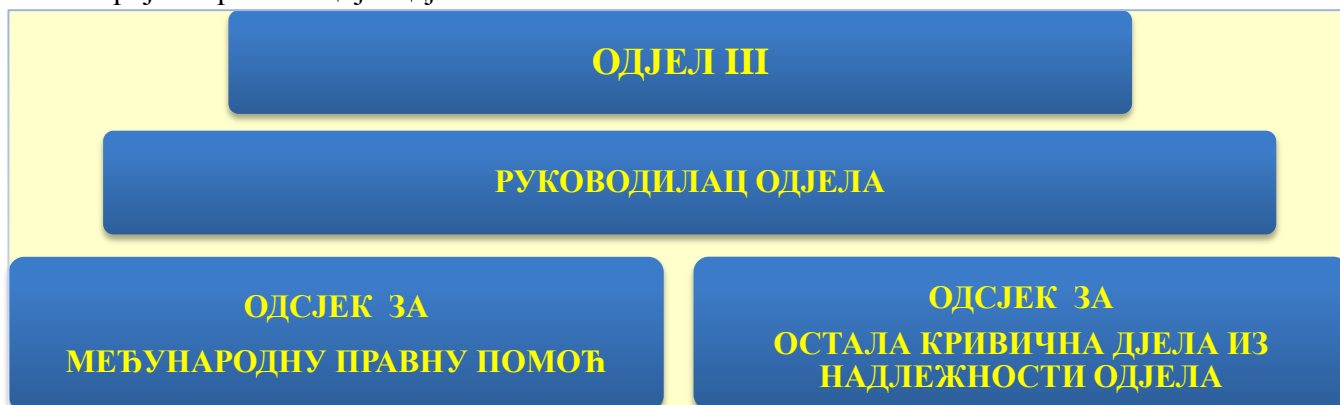 ОДЈЕЛ III
РУКОВОДИЛАЦ ОДЈЕЛА
ОДСЈЕК ЗА
МЕЂУНАРОДНУ ПРАВНУ ПОМОЋ
ОДСЈЕК ЗА
ОСТАЛА КРИВИЧНА ДЈЕЛА ИЗ
НАДЛЕЖНОСТИ ОДЈЕЛА